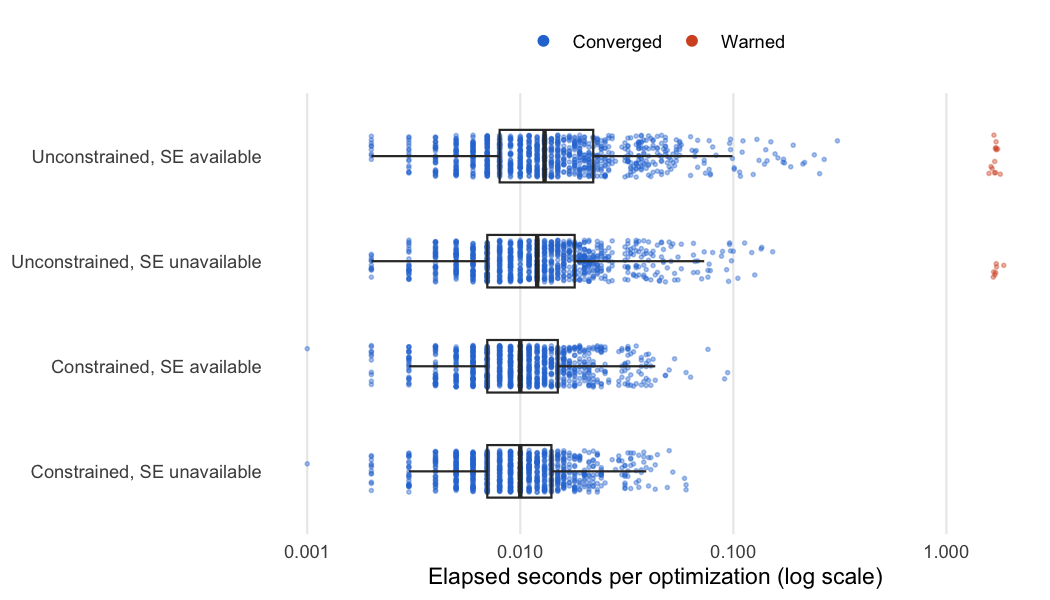 Converged Warned
Unconstrained, SE available
Unconstrained, SE unavailable
Constrained, SE available
Constrained, SE unavailable
0.001 0.010 0.100 1.000
Elapsed seconds per optimization (log scale)